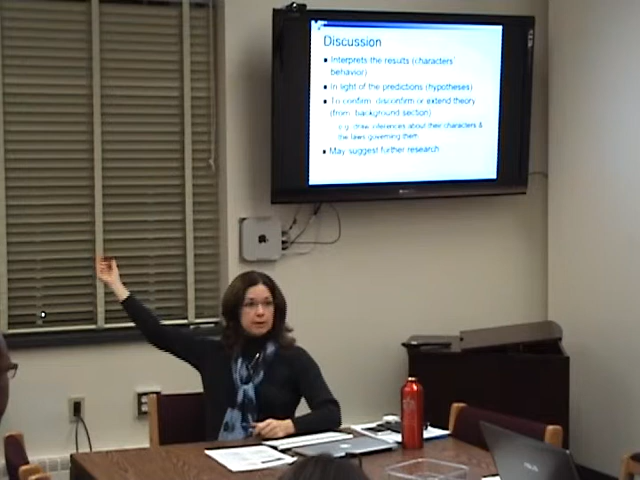 Discussion
Interprets the results (characters'
behavior)
In light of the predictions (hypotheses)
To confirm, disconfirm or extend theory
(from background section)
e.g. draw inferences about their characters &
the laws governing them
May suggest further research